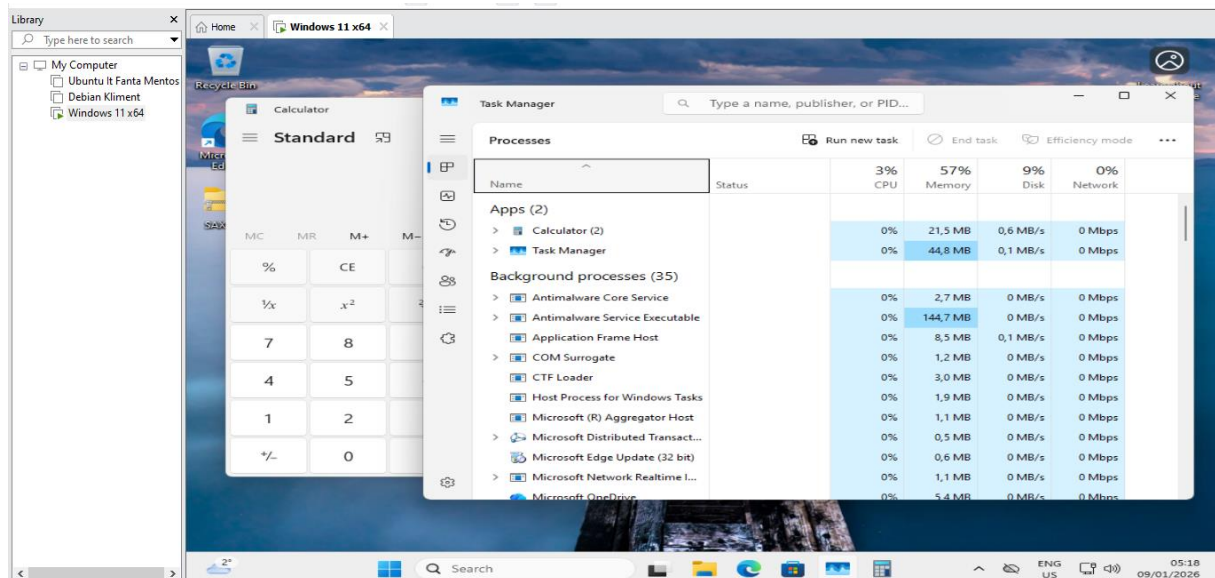 Library
Type here to search
My Computer
Ubuntu It Fanta Mentos
Debian Kliment
Windows 11 x64
Home
Windows 11 x64
Recycle Bin
Calculator
Standard
MC MR M+ M-
% CE
¹/x x²
7 8
4 5
1 2
+/- 0
Task Manager
Type a name, publisher, or PID...
Processes
Run new task End task Efficiency mode
3% 57% 9% 0%
Name Status CPU Memory Disk Network
Apps (2)
Calculator (2) 0% 21,5 MB 0,6 MB/s 0 Mbps
Task Manager 0% 44,8 MB 0,1 MB/s 0 Mbps
Background processes (35)
Antimalware Core Service 0% 2,7 MB 0 MB/s 0 Mbps
Antimalware Service Executable 0% 144,7 MB 0 MB/s 0 Mbps
Application Frame Host 0% 8,5 MB 0,1 MB/s 0 Mbps
COM Surrogate 0% 1,2 MB 0 MB/s 0 Mbps
CTF Loader 0% 3,0 MB 0 MB/s 0 Mbps
Host Process for Windows Tasks 0% 1,9 MB 0 MB/s 0 Mbps
Microsoft (R) Aggregator Host 0% 1,1 MB 0 MB/s 0 Mbps
Microsoft Distributed Transact... 0% 0,5 MB 0 MB/s 0 Mbps
Microsoft Edge Update (32 bit) 0% 0,6 MB 0 MB/s 0 Mbps
Microsoft Network Realtime I... 0% 1,1 MB 0 MB/s 0 Mbps
Microsoft OneDrive 0% 5,4 MB 0 MB/s 0 Mbps
2°
Search
ENG
US
05:18
09/01/2026